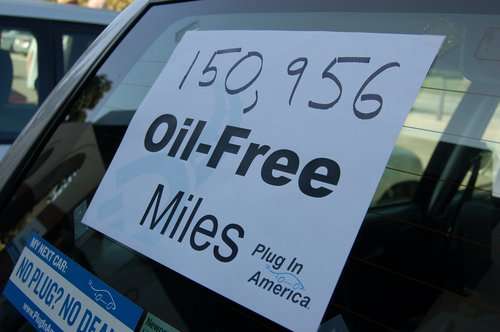 150,956
Oil-Free
Miles
Plug In
America
MY NEXT CAR:
NO PLUG? NO DEAL